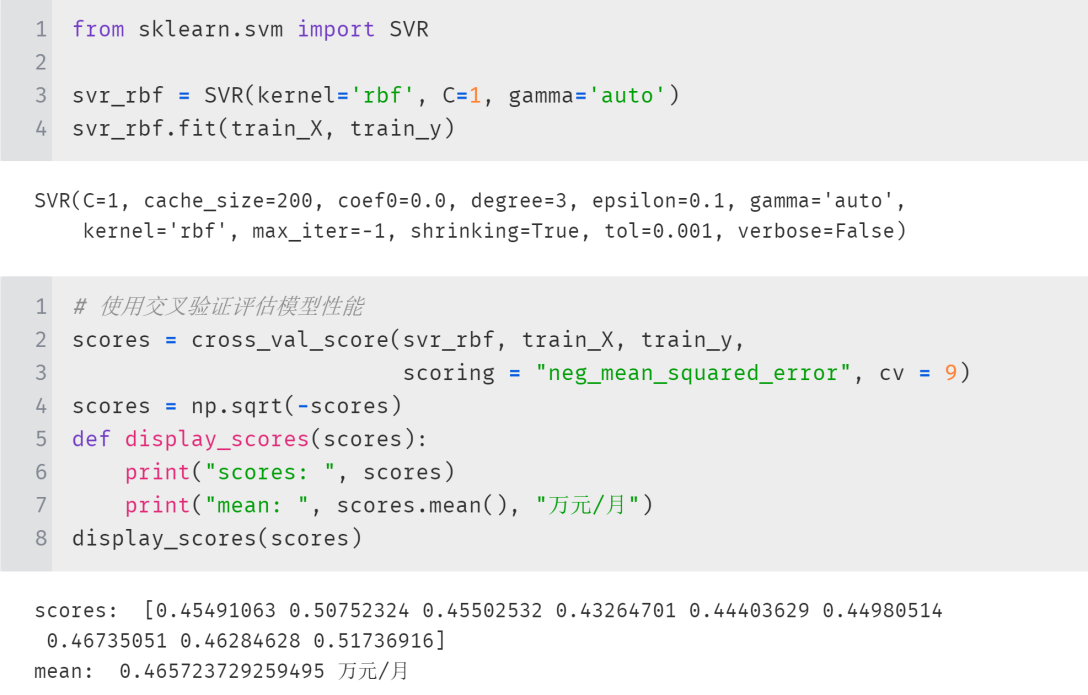 1 from sklearn.svm import SVR
2
3 svr_rbf = SVR(kernel='rbf', C=1, gamma='auto')
4 svr_rbf.fit(train_X, train_y)
SVR(C=1, cache_size=200, coef0=0.0, degree=3, epsilon=0.1, gamma='auto',
    kernel='rbf', max_iter=-1, shrinking=True, tol=0.001, verbose=False)
1 # 使用交叉验证评估模型性能
2 scores = cross_val_score(svr_rbf, train_X, train_y,
3                          scoring = "neg_mean_squared_error", cv = 9)
4 scores = np.sqrt(-scores)
5 def display_scores(scores):
6     print("scores: ", scores)
7     print("mean: ", scores.mean(), "万元/月")
8 display_scores(scores)
scores:  [0.45491063 0.50752324 0.45502532 0.43264701 0.44403629 0.44980514
 0.46735051 0.46284628 0.51736916]
mean:  0.465723729259495 万元/月